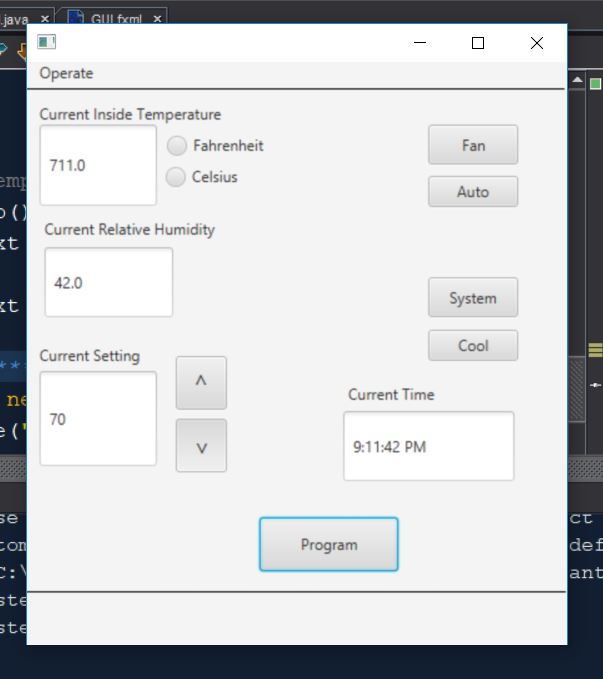 .java
GUI.fxml
Operate
Current Inside Temperature
711.0
Fahrenheit
Celsius
Fan
Auto
Current Relative Humidity
42.0
System
Cool
Current Setting
70
^
v
Current Time
9:11:42 PM
Program